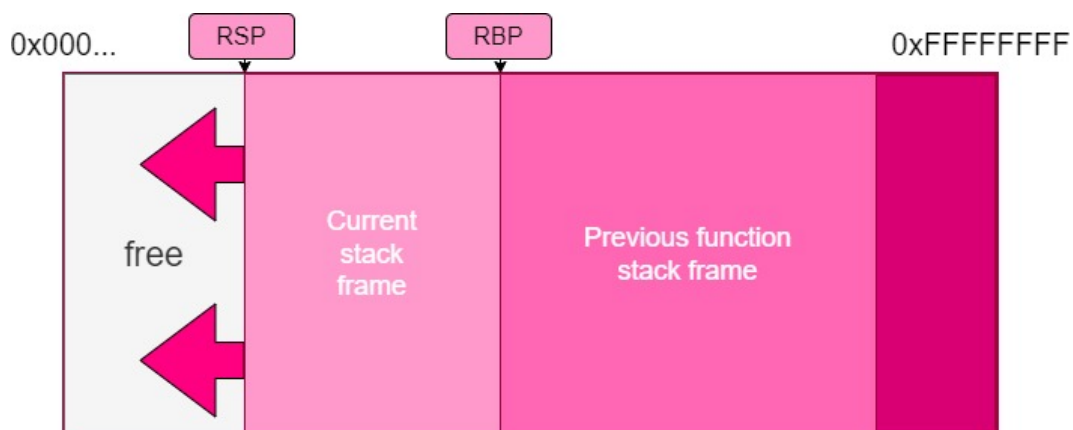 0x000...
RSP
RBP
0xFFFFFFFF
free
Current
stack
frame
Previous function
stack frame